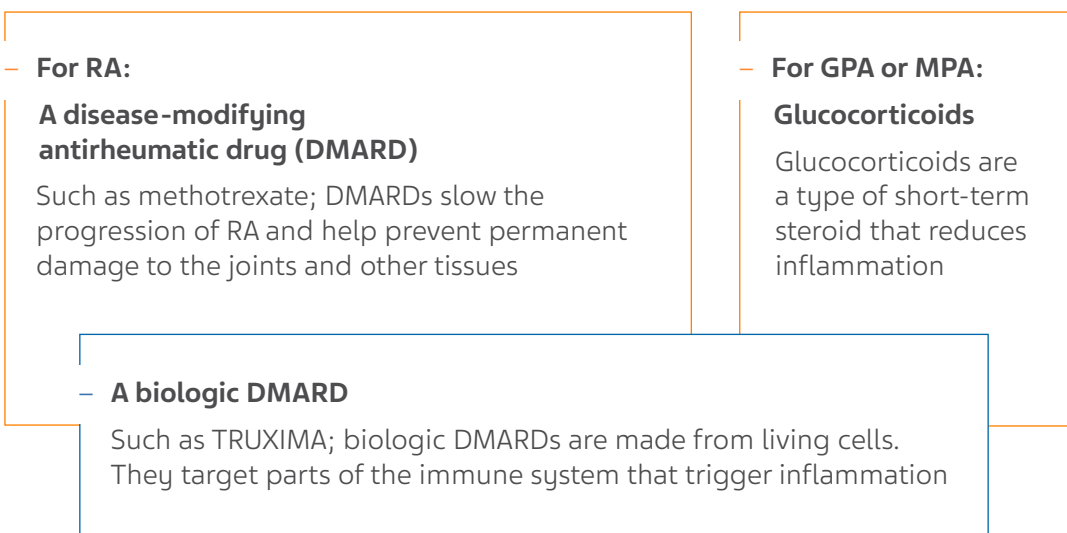 – For RA:
A disease-modifying
antirheumatic drug (DMARD)
Such as methotrexate; DMARDs slow the
progression of RA and help prevent permanent
damage to the joints and other tissues
– For GPA or MPA:
Glucocorticoids
Glucocorticoids are
a type of short-term
steroid that reduces
inflammation
– A biologic DMARD
Such as TRUXIMA; biologic DMARDs are made from living cells.
They target parts of the immune system that trigger inflammation